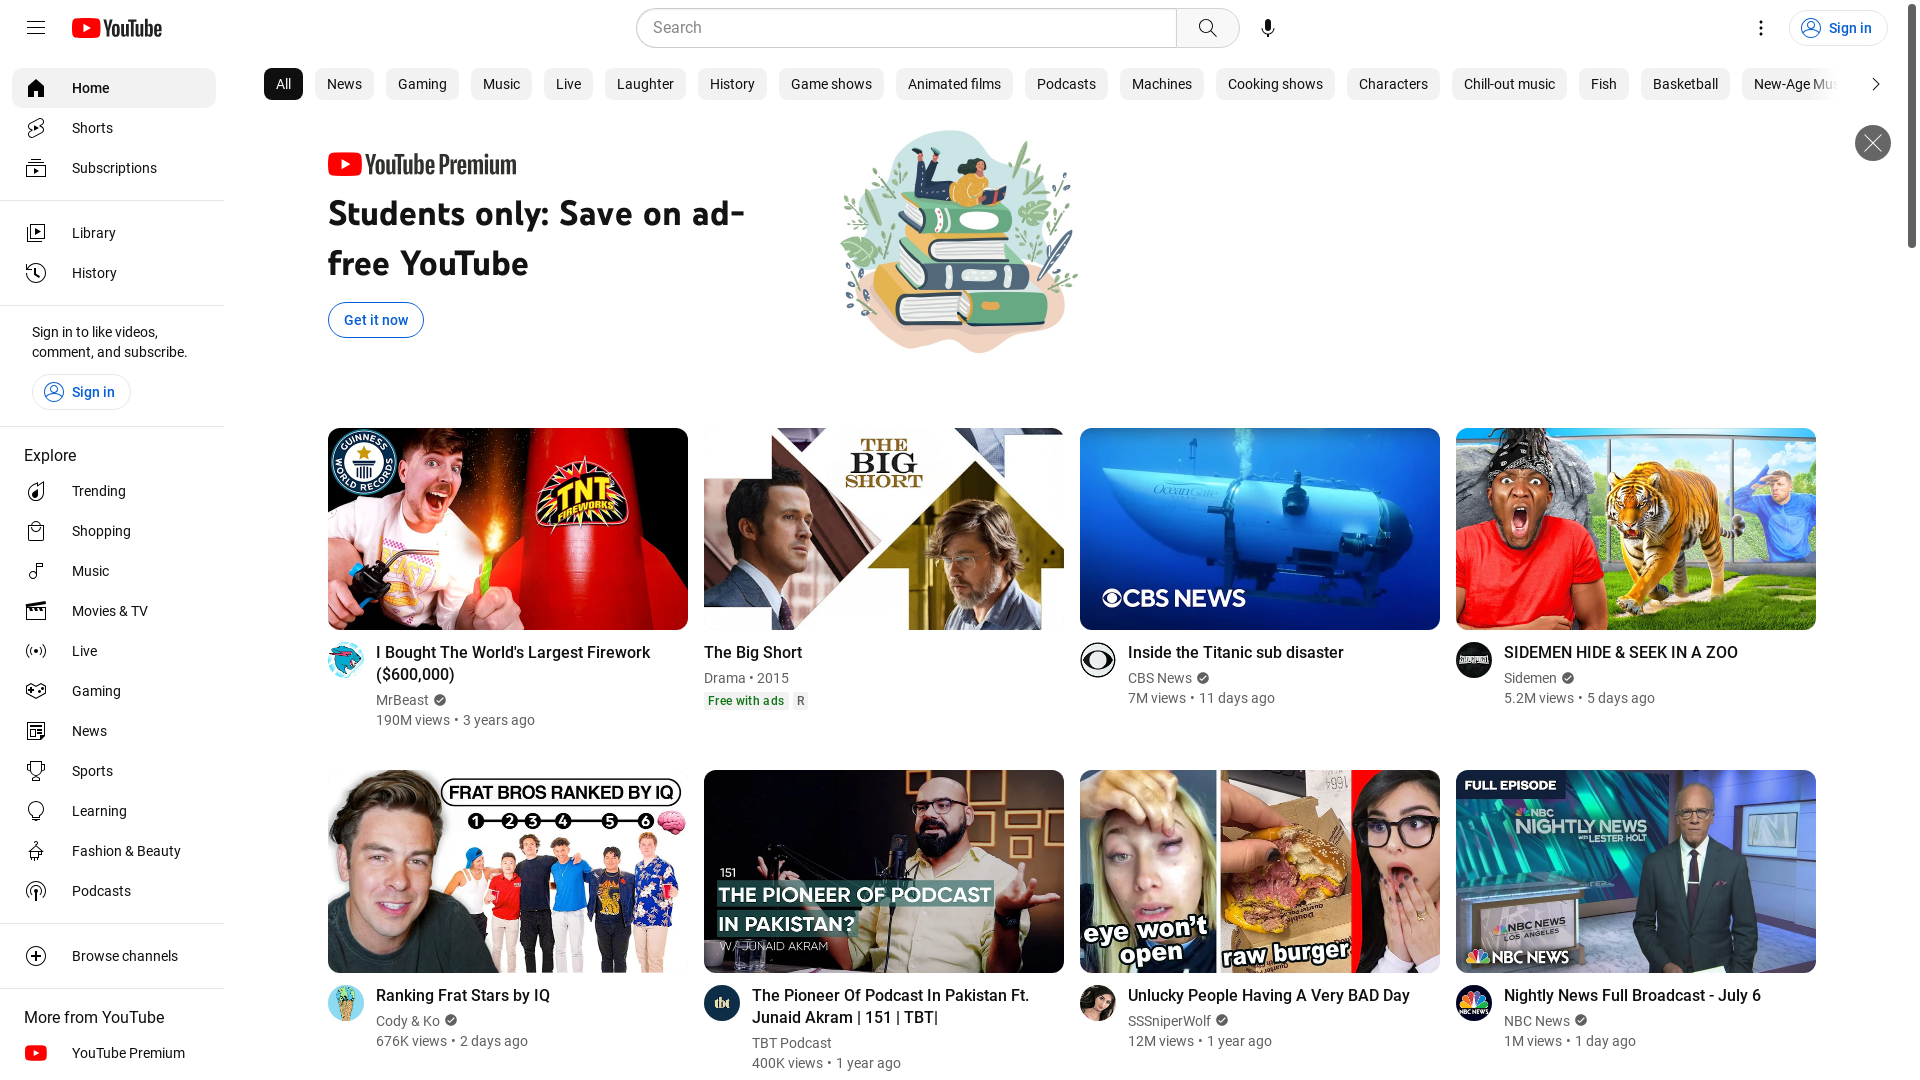 YouTube
Search
Sign in
Home
Shorts
Subscriptions
Library
History
Sign in to like videos,
comment, and subscribe.
Sign in
Explore
Trending
Shopping
Music
Movies & TV
Live
Gaming
News
Sports
Learning
Fashion & Beauty
Podcasts
Browse channels
More from YouTube
YouTube Premium
All
News
Gaming
Music
Live
Laughter
History
Game shows
Animated films
Podcasts
Machines
Cooking shows
Characters
Chill-out music
Fish
Basketball
New-Age Mus
YouTube Premium
Students only: Save on ad-
free YouTube
Get it now
GUINNESS
WORLD RECORDS
TNT
FIREWORKS
I Bought The World's Largest Firework
($600,000)
MrBeast
190M views • 3 years ago
THE
BIG
SHORT
The Big Short
Drama • 2015
Free with ads R
OceanGate
CBS NEWS
Inside the Titanic sub disaster
CBS News
7M views • 11 days ago
SIDEMEN HIDE & SEEK IN A ZOO
Sidemen
5.2M views • 5 days ago
FRAT BROS RANKED BY IQ
1 2 3 4 5 6
Ranking Frat Stars by IQ
Cody & Ko
676K views • 2 days ago
151
THE PIONEER OF PODCAST
IN PAKISTAN?
W/ JUNAID AKRAM
tbt
The Pioneer Of Podcast In Pakistan Ft.
Junaid Akram | 151 | TBT|
TBT Podcast
400K views • 1 year ago
eye won't
open
raw burger
Unlucky People Having A Very BAD Day
SSSniperWolf
12M views • 1 year ago
FULL EPISODE
NBC
NIGHTLY NEWS
WITH LESTER HOLT
NBC NEWS
LOS ANGELES
NBC NEWS
NBC NEWS
Nightly News Full Broadcast - July 6
NBC News
1M views • 1 day ago